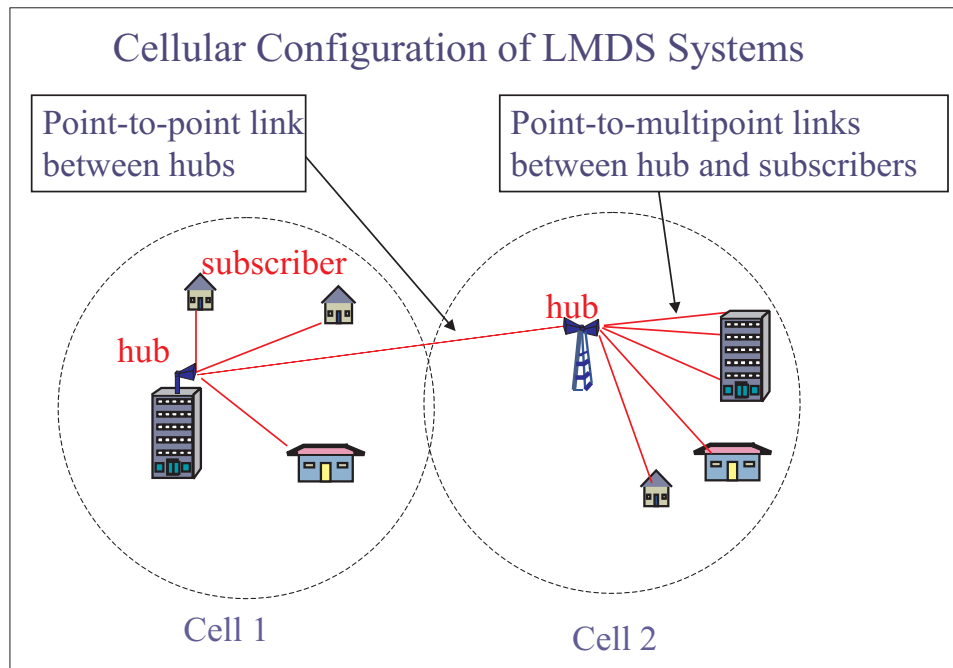 Cellular Configuration of LMDS Systems
Point-to-point link
between hubs
Point-to-multipoint links
between hub and subscribers
subscriber
hub
hub
Cell 1
Cell 2